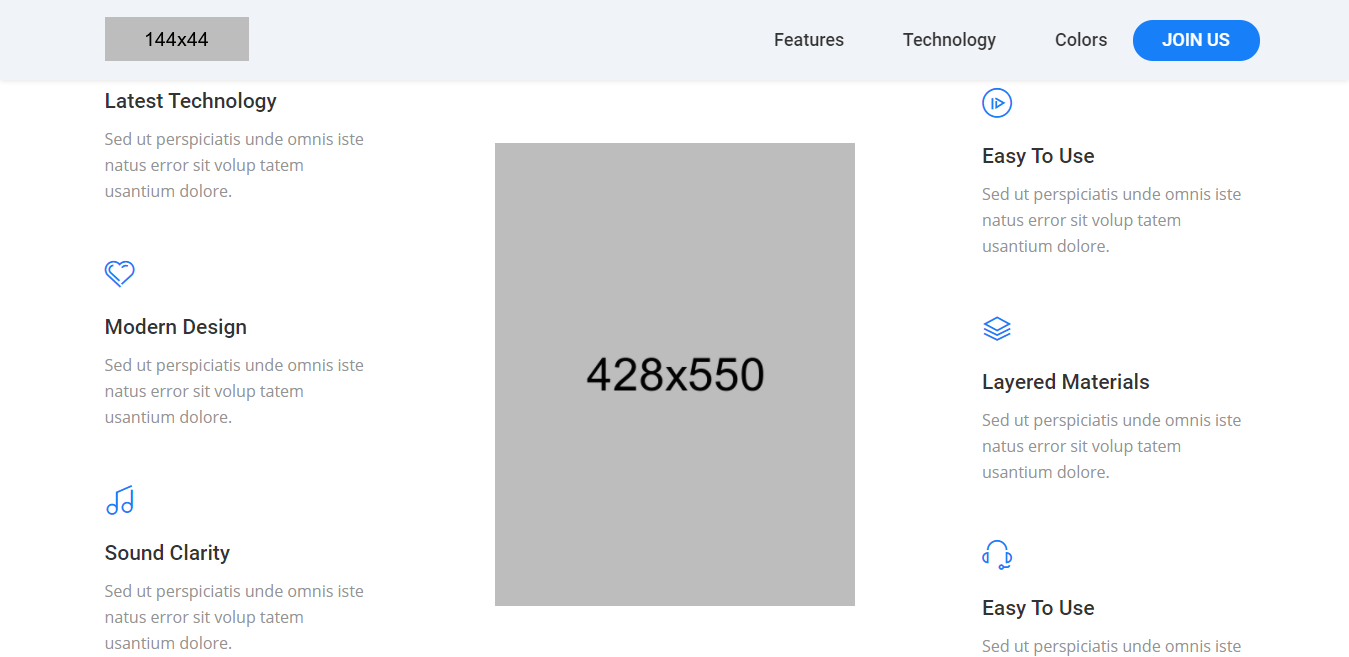 144x44
Features
Technology
Colors
JOIN US
Latest Technology
Sed ut perspiciatis unde omnis iste
natus error sit volup tatem
usantium dolore.
Modern Design
Sed ut perspiciatis unde omnis iste
natus error sit volup tatem
usantium dolore.
Sound Clarity
Sed ut perspiciatis unde omnis iste
natus error sit volup tatem
usantium dolore.
428x550
Easy To Use
Sed ut perspiciatis unde omnis iste
natus error sit volup tatem
usantium dolore.
Layered Materials
Sed ut perspiciatis unde omnis iste
natus error sit volup tatem
usantium dolore.
Easy To Use
Sed ut perspiciatis unde omnis iste